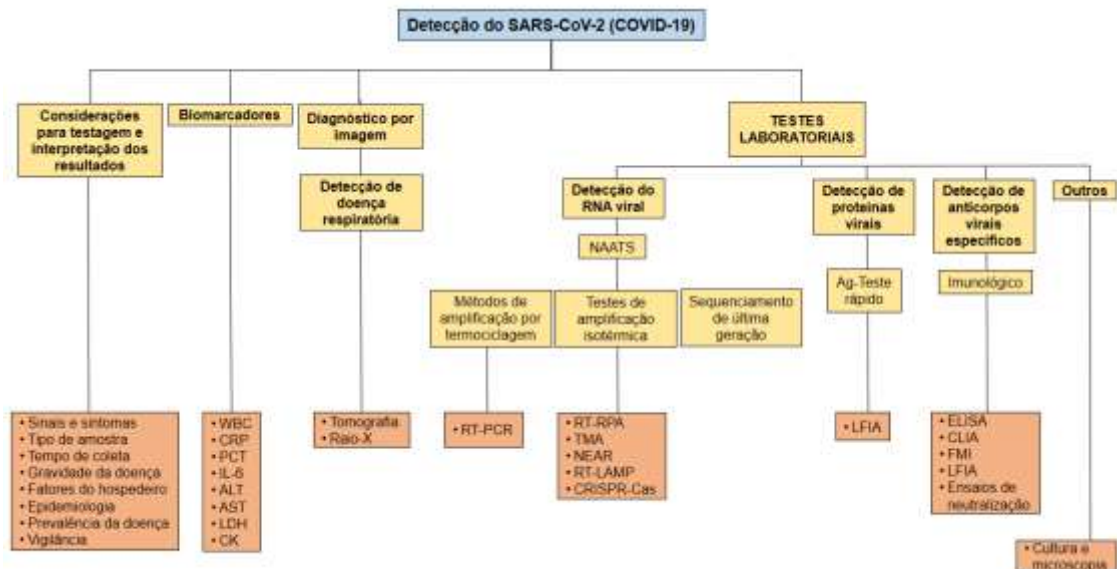 Detecção do SARS-CoV-2 (COVID-19)
Considerações
para testagem e
interpretação dos
resultados
Biomarcadores
Diagnóstico por
imagem
TESTES
LABORATORIAIS
Detecção de
doença
respiratória
Detecção do
RNA viral
Detecção de
proteínas
virais
Detecção de
anticorpos
virais
específicos
Outros
NAATS
Ag-Teste
rápido
Imunológico
Métodos de
amplificação por
termociclagem
Testes de
amplificação
isotérmica
Sequenciamento
de última
geração
• Sinais e sintomas
• Tipo de amostra
• Tempo de coleta
• Gravidade da doença
• Fatores do hospedeiro
• Epidemiologia
• Prevalência da doença
• Vigilância
• WBC
• CRP
• PCT
• IL-6
• ALT
• AST
• LDH
• CK
• Tomografia
• Raio-X
• RT-PCR
• RT-RPA
• TMA
• NEAR
• RT-LAMP
• CRISPR-Cas
• LFIA
• ELISA
• CLIA
• FMI
• LFIA
• Ensaios de
neutralização
• Cultura e
microscopia